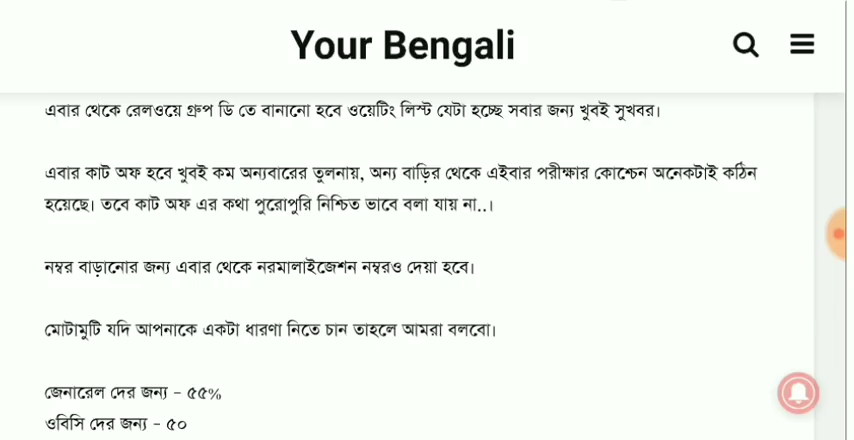 Your Bengali
এবার থেকে রেলওয়ে গ্রুপ ডি তে বানানো হবে ওয়েটিং লিস্ট যেটা হচ্ছে সবার জন্য খুবই সুখবর।
এবার কাট অফ হবে খুবই কম অন্যবারের তুলনায়, অন্য বাড়ির থেকে এইবার পরীক্ষার কোশ্চেন অনেকটাই কঠিন
হয়েছে। তবে কাট অফ এর কথা পুরোপুরি নিশ্চিত ভাবে বলা যায় না..।
নম্বর বাড়ানোর জন্য এবার থেকে নরমালাইজেশন নম্বরও দেয়া হবে।
মোটামুটি যদি আপনাকে একটা ধারণা নিতে চান তাহলে আমরা বলবো।
জেনারেল দের জন্য – ৫৫%
ওবিসি দের জন্য – ৫০